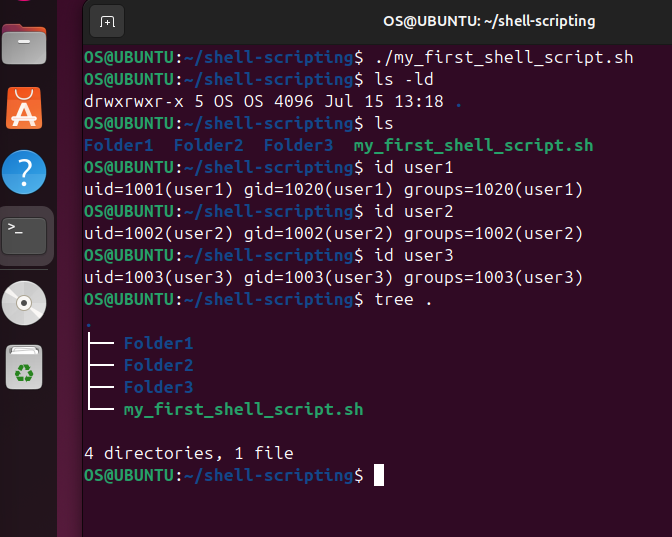 OS@UBUNTU: ~/shell-scripting
OS@UBUNTU:~/shell-scripting$ ./my_first_shell_script.sh
OS@UBUNTU:~/shell-scripting$ ls -ld
drwxrwxr-x 5 OS OS 4096 Jul 15 13:18 .
OS@UBUNTU:~/shell-scripting$ ls
Folder1  Folder2  Folder3  my_first_shell_script.sh
OS@UBUNTU:~/shell-scripting$ id user1
uid=1001(user1) gid=1020(user1) groups=1020(user1)
OS@UBUNTU:~/shell-scripting$ id user2
uid=1002(user2) gid=1002(user2) groups=1002(user2)
OS@UBUNTU:~/shell-scripting$ id user3
uid=1003(user3) gid=1003(user3) groups=1003(user3)
OS@UBUNTU:~/shell-scripting$ tree .
.
├── Folder1
├── Folder2
├── Folder3
└── my_first_shell_script.sh
4 directories, 1 file
OS@UBUNTU:~/shell-scripting$